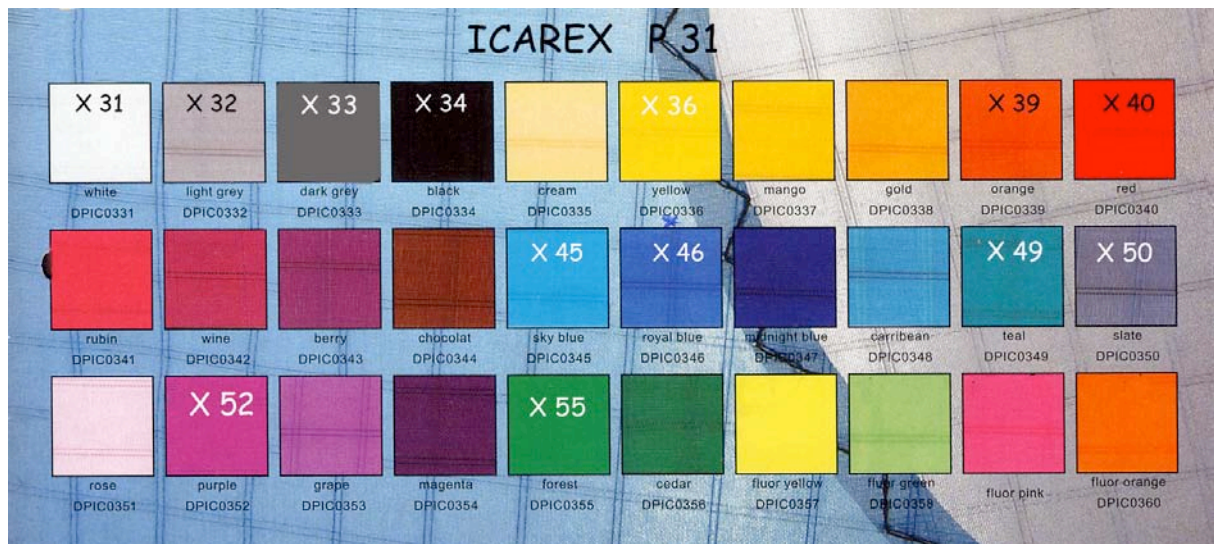 ICAREX P 31
X 31 X 32 X 33 X 34 X 36 X 39 X 40
white light grey dark grey black cream yellow mango gold orange red
DPIC0331 DPIC0332 DPIC0333 DPIC0334 DPIC0335 DPIC0336 DPIC0337 DPIC0338 DPIC0339 DPIC0340
X 45 X 46 X 49 X 50
rubin wine berry chocolat sky blue royal blue midnight blue carribean teal slate
DPIC0341 DPIC0342 DPIC0343 DPIC0344 DPIC0345 DPIC0346 DPIC0347 DPIC0348 DPIC0349 DPIC0350
X 52 X 55
rose purple grape magenta forest cedar fluor yellow fluor green fluor pink fluor orange
DPIC0351 DPIC0352 DPIC0353 DPIC0354 DPIC0355 DPIC0356 DPIC0357 DPIC0358 DPIC0360